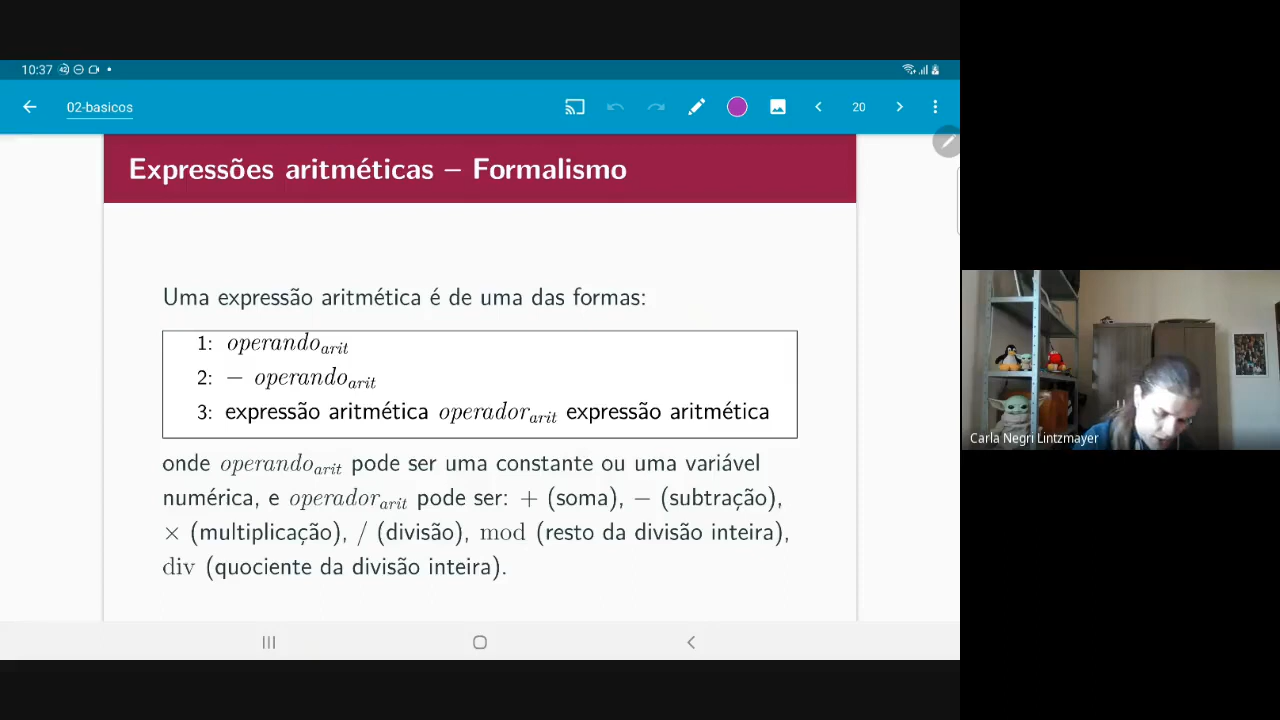 10:37
02-basicos
20
Expressões aritméticas – Formalismo
Uma expressão aritmética é de uma das formas:
1: operando_arit
2: − operando_arit
3: expressão aritmética operador_arit expressão aritmética
onde operando_arit pode ser uma constante ou uma variável
numérica, e operador_arit pode ser: + (soma), − (subtração),
× (multiplicação), / (divisão), mod (resto da divisão inteira),
div (quociente da divisão inteira).
Carla Negri Lintzmayer